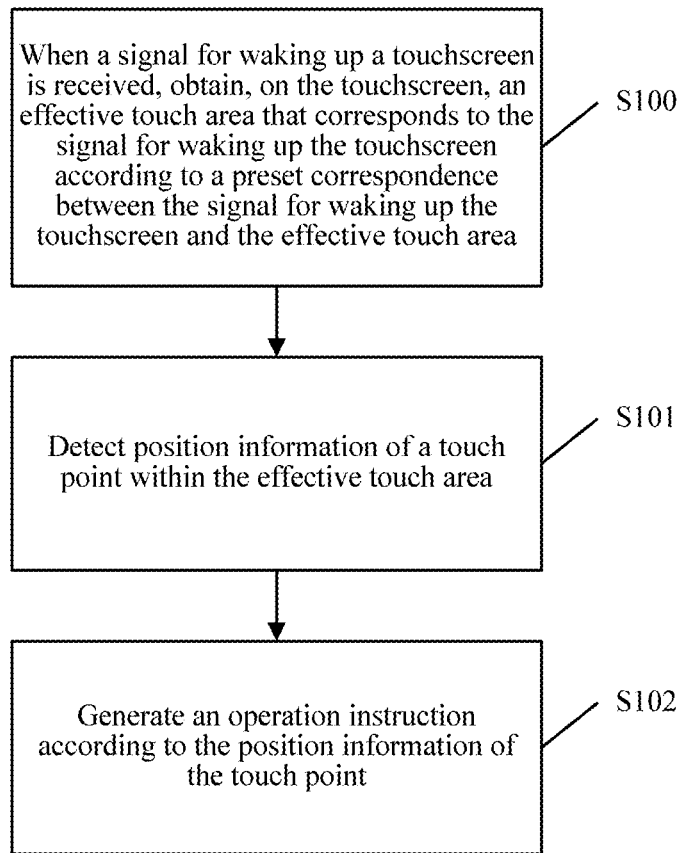 When a signal for waking up a touchscreen
is received, obtain, on the touchscreen, an
effective touch area that corresponds to the
signal for waking up the touchscreen
according to a preset correspondence
between the signal for waking up the
touchscreen and the effective touch area
S100
Detect position information of a touch
point within the effective touch area
S101
Generate an operation instruction
according to the position information of
the touch point
S102